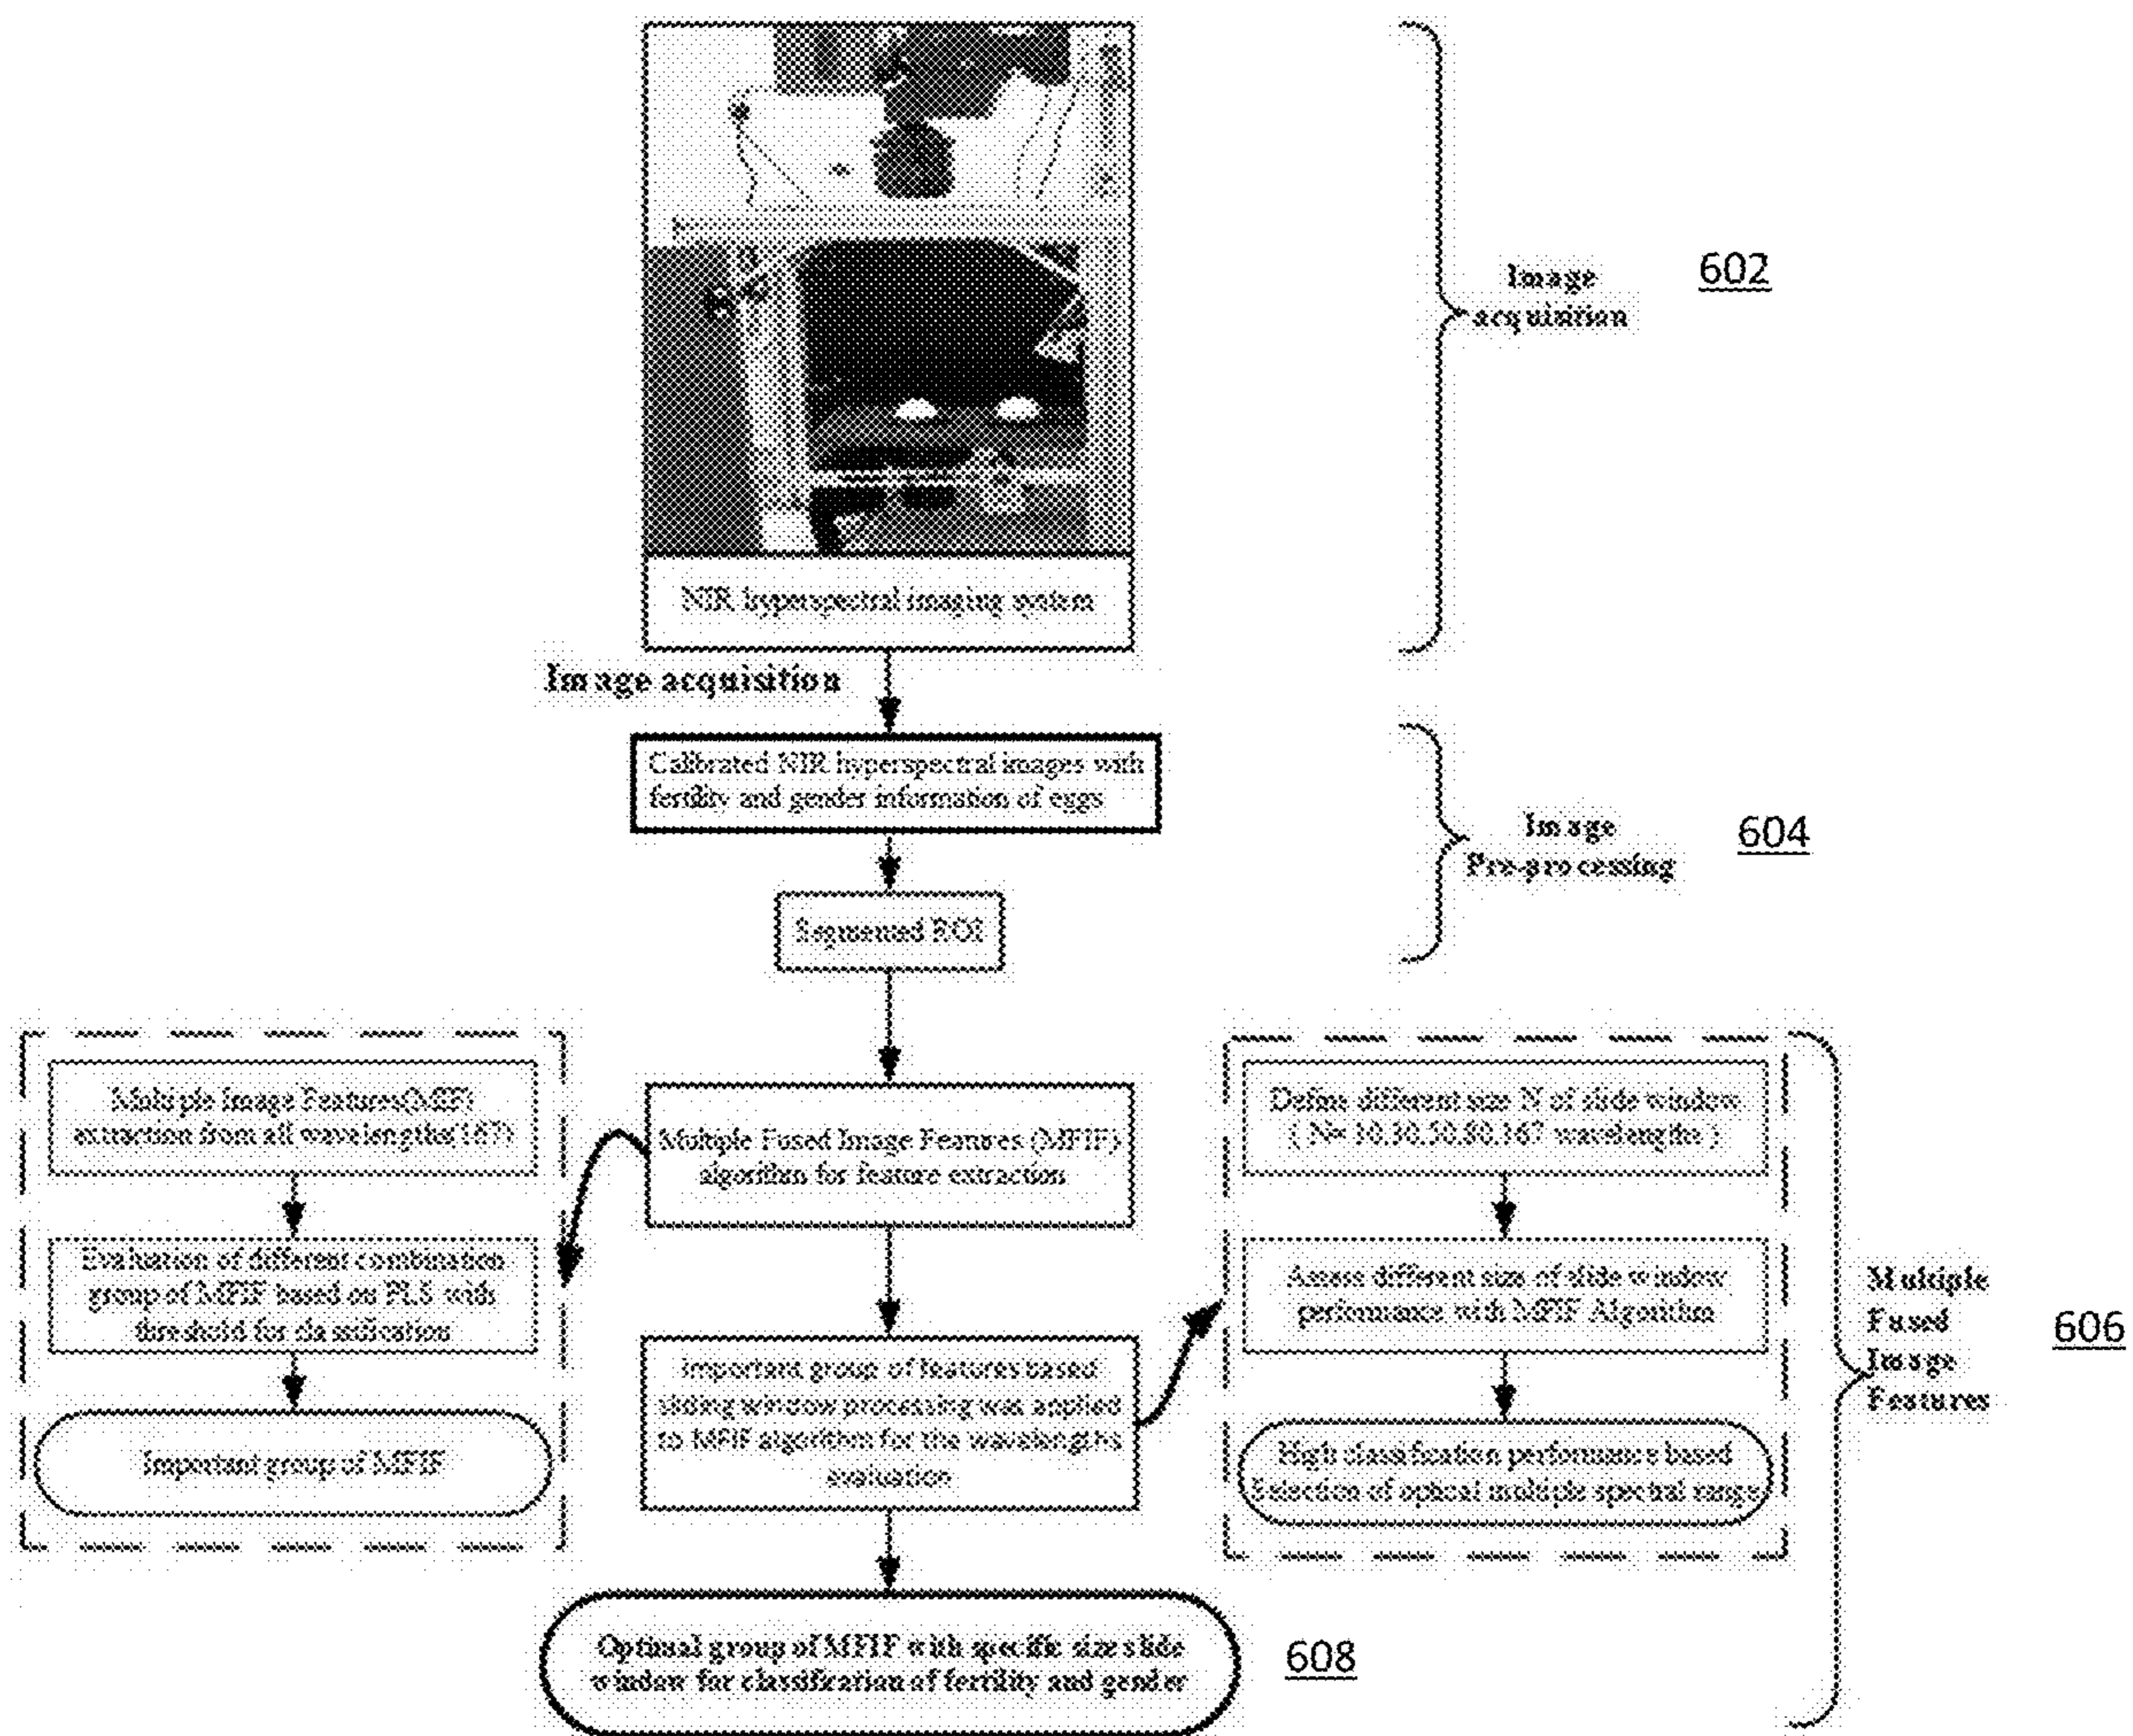 Image
acquisition
602
NIR hyperspectral imaging system
Image acquisition
Calibrated NIR hyperspectral images with
fertility and gender information of eggs
Image
Pre-processing
604
Segmented ROI
Multiple Image Features(MIF)
extraction from all wavelengths(167)
Evaluation of different combination
group of MFIF based on PLS with
threshold for classification
Important group of MFIF
Multiple Fused Image Features (MFIF)
algorithm for feature extraction
important group of features based
sliding window processing was applied
to MFIF algorithm for the wavelengths
evaluation
Define different size N of slide window
( N= 10,30,50,80,167 wavelengths )
Assess different size of slide window
performance with MFIF Algorithm
High classification performance based
Selection of optical multiple spectral range
Multiple
Fused
Image
Features
606
Optimal group of MFIF with specific size slide
window for classification of fertility and gender
608